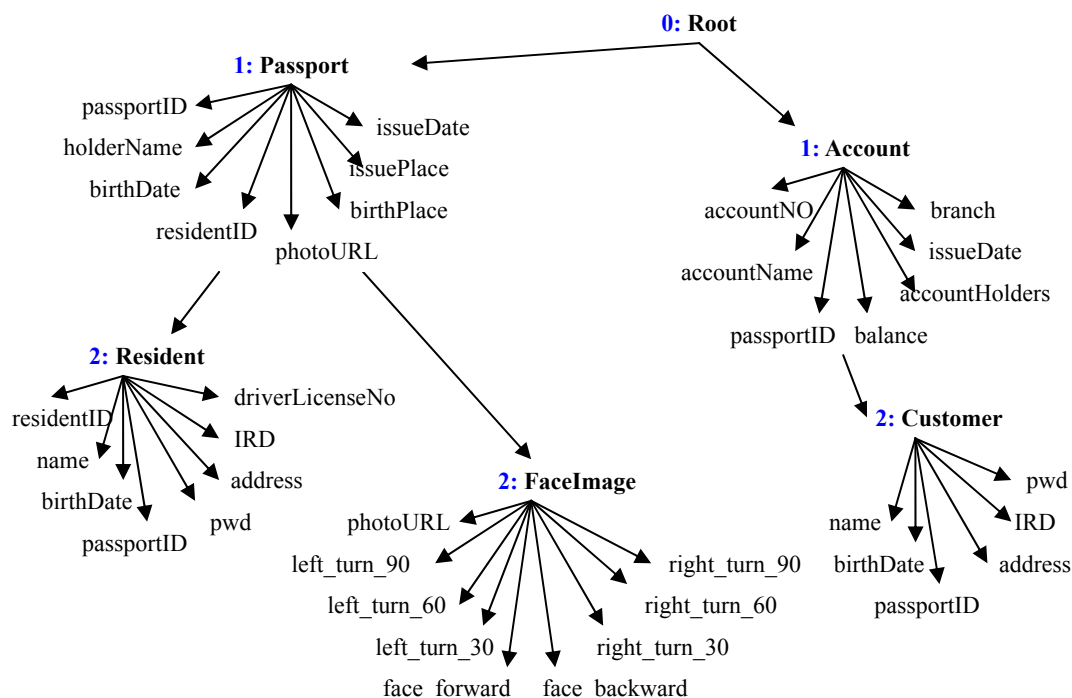 0: Root
1: Passport
passportID
holderName
birthDate
residentID
photoURL
birthPlace
issuePlace
issueDate
1: Account
accountNO
accountName
passportID
balance
accountHolders
issueDate
branch
2: Resident
residentID
name
birthDate
passportID
pwd
address
IRD
driverLicenseNo
2: FaceImage
photoURL
left_turn_90
left_turn_60
left_turn_30
face_forward
face_backward
right_turn_30
right_turn_60
right_turn_90
2: Customer
name
birthDate
passportID
address
IRD
pwd